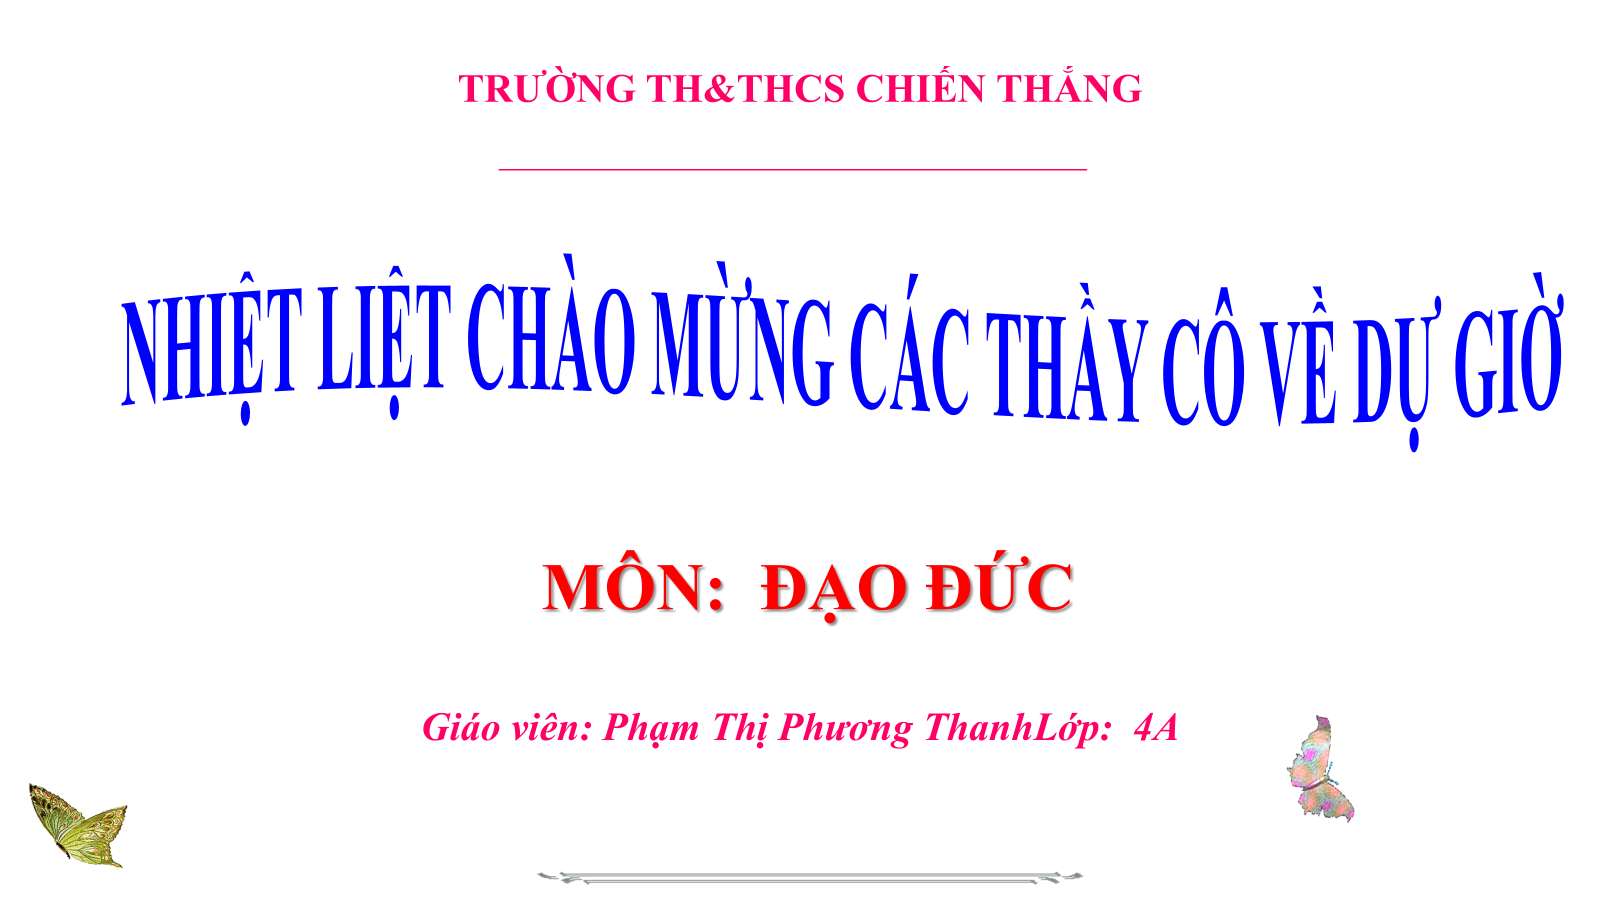 TRƯỜNG TH&THCS CHIẾN THẮNG
NHIỆT LIỆT CHÀO MỪNG CÁC THẦY CÔ VỀ DỰ GIỜ
MÔN:  ĐẠO ĐỨC
Giáo viên: Phạm Thị Phương ThanhLớp:  4A